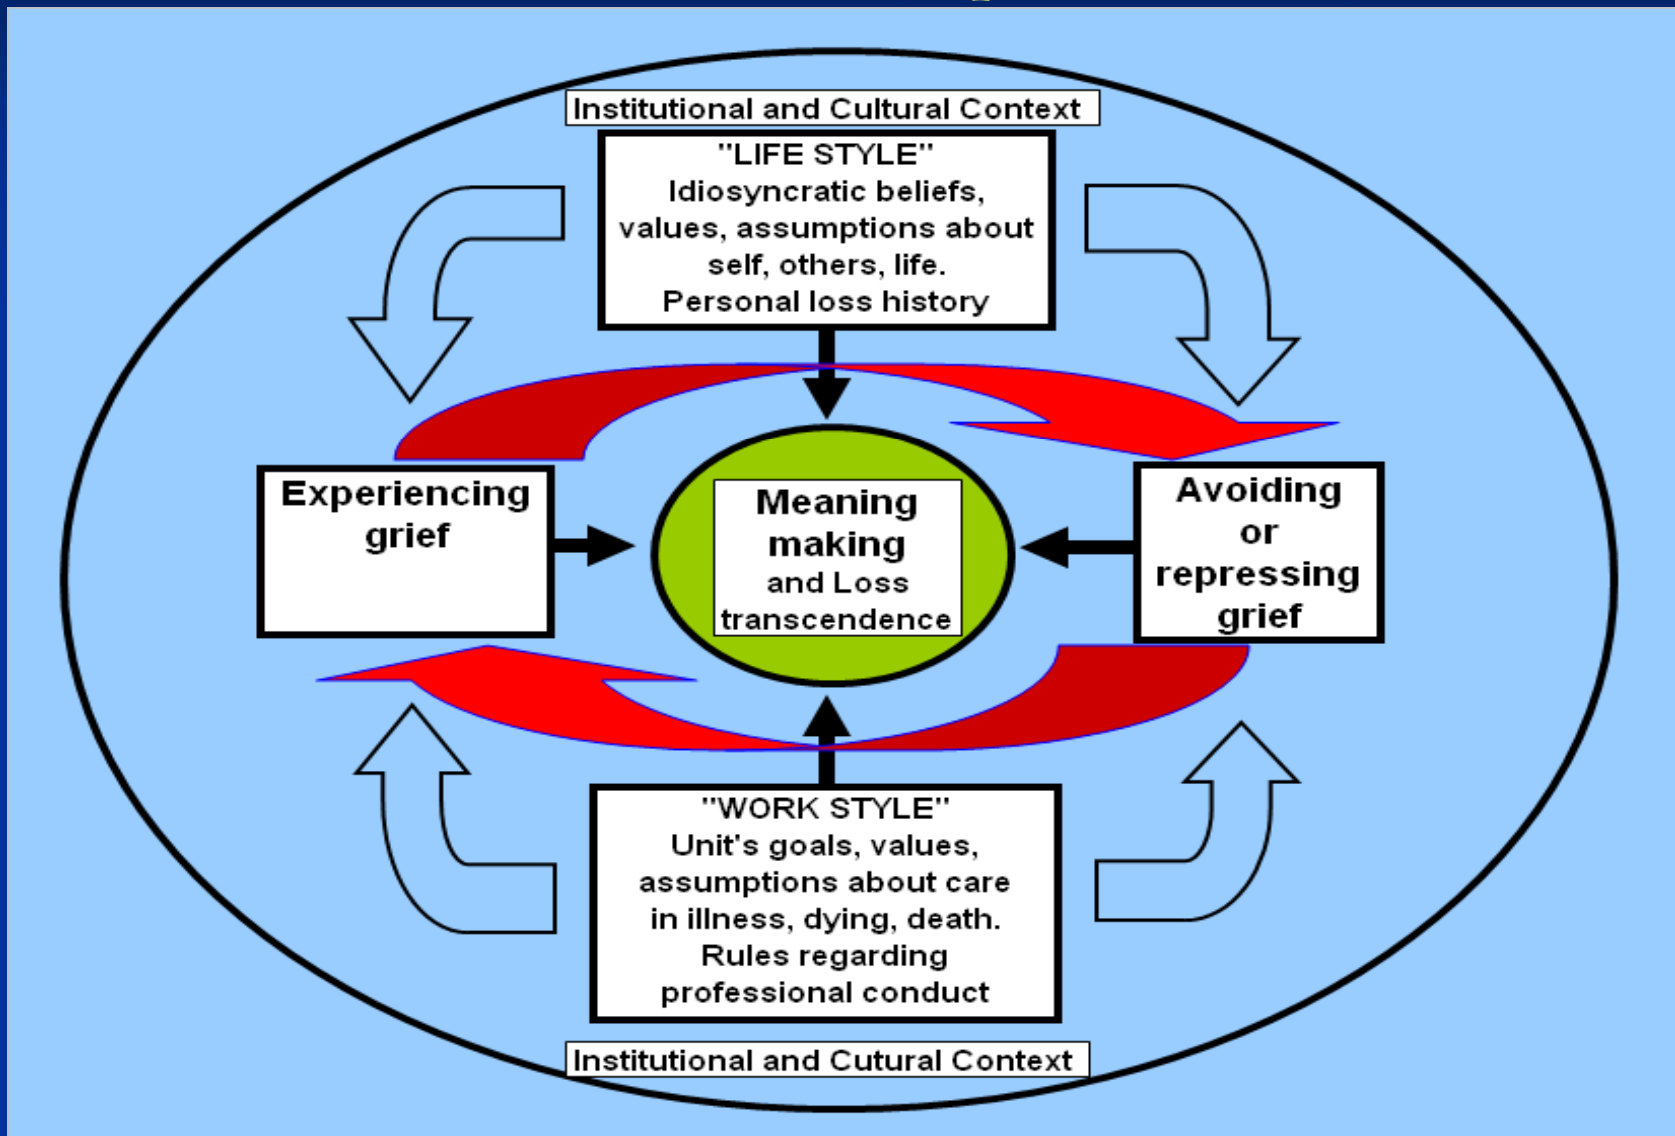 Institutional and Cultural Context
"LIFE STYLE"
Idiosyncratic beliefs,
values, assumptions about
self, others, life.
Personal loss history
Experiencing
grief
Meaning
making
and Loss
transcendence
Avoiding
or
repressing
grief
"WORK STYLE"
Unit's goals, values,
assumptions about care
in illness, dying, death.
Rules regarding
professional conduct
Institutional and Cutural Context